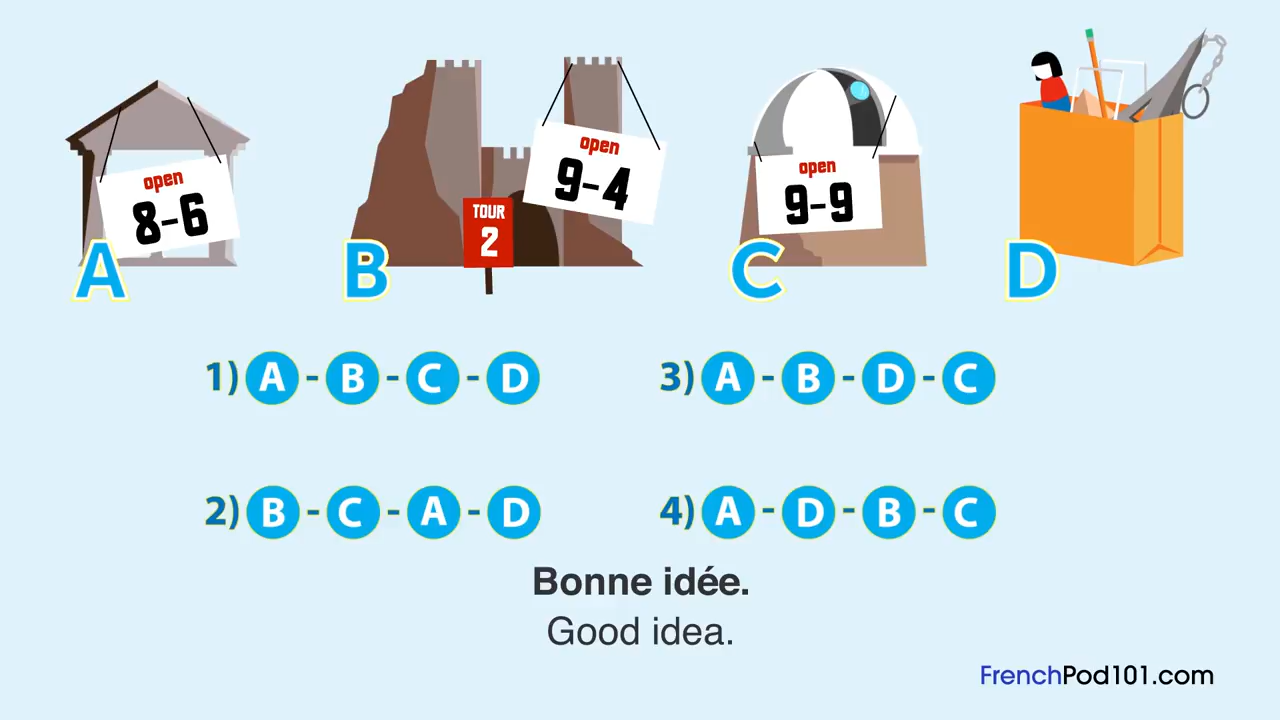 open
8-6
A
TOUR
2
open
9-4
B
open
9-9
C
D
1) A - B - C - D
3) A - B - D - C
2) B - C - A - D
4) A - D - B - C
Bonne idée.
Good idea.
FrenchPod101.com